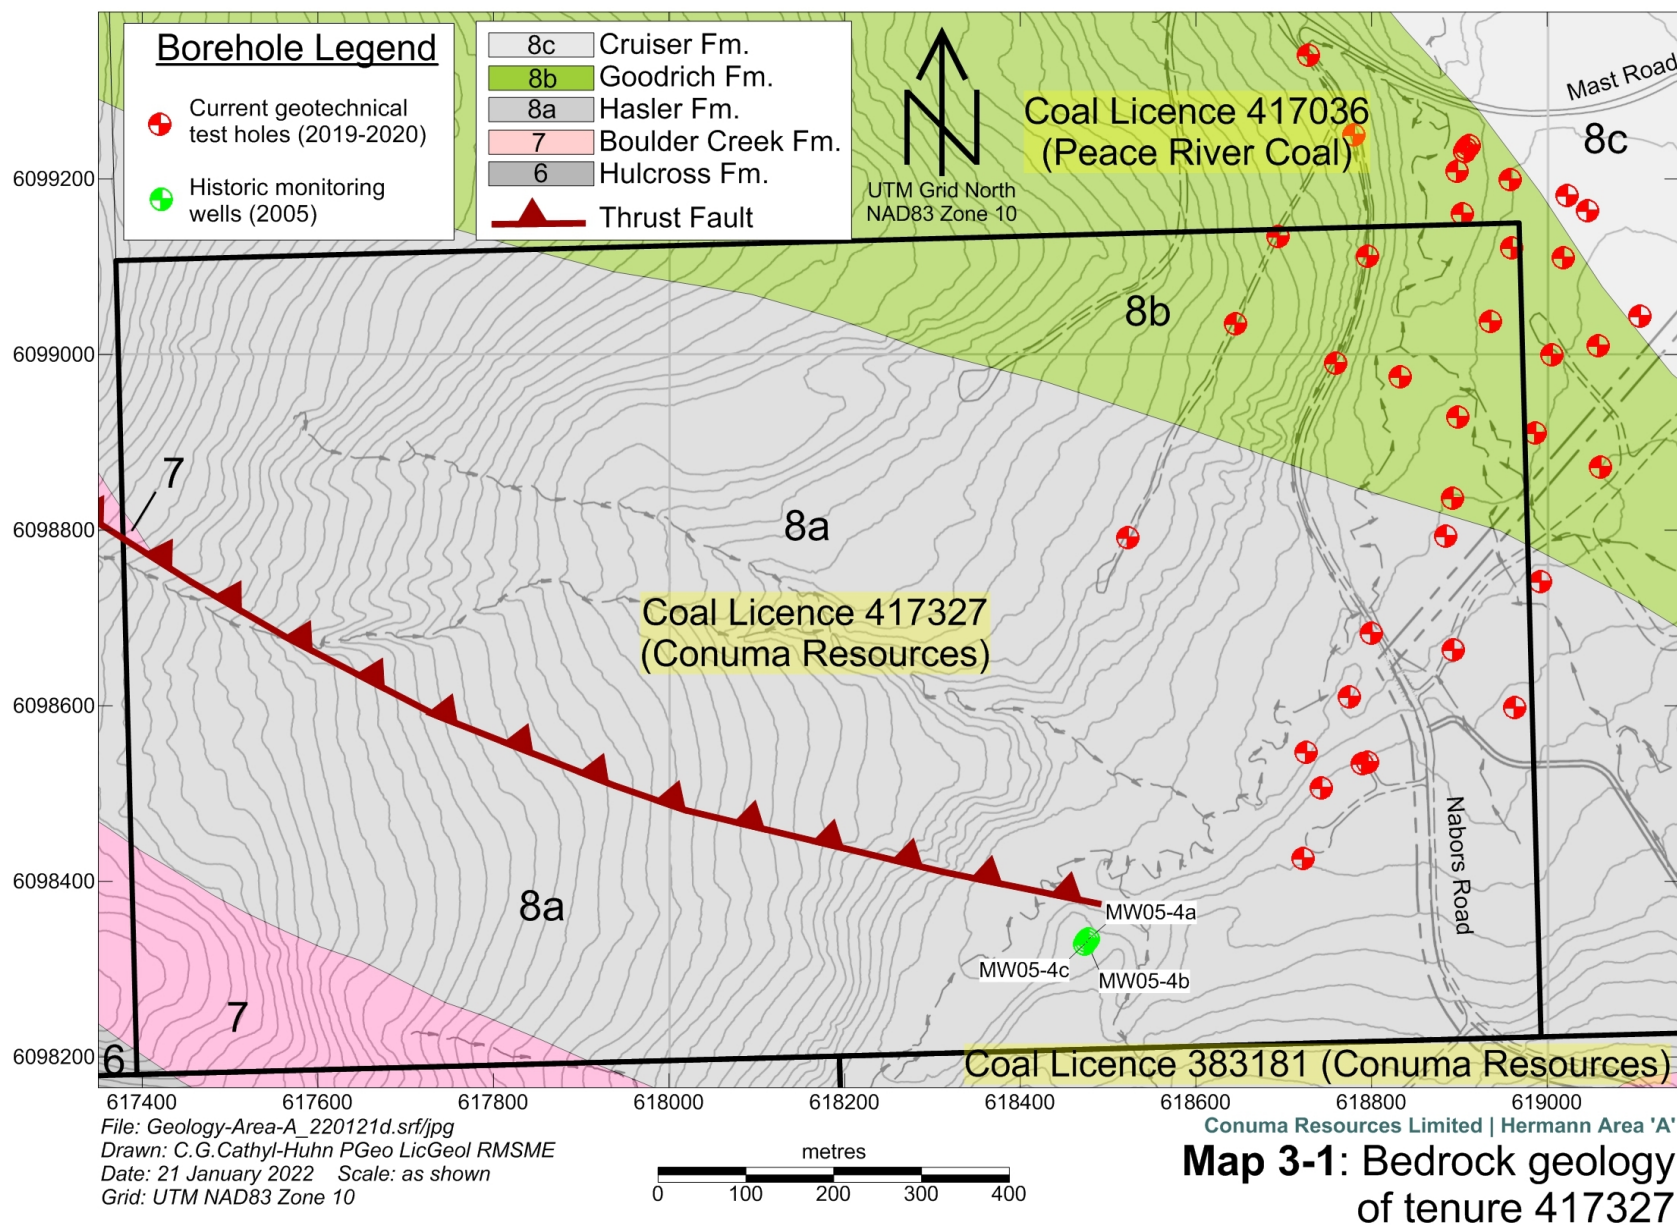 Borehole Legend
Current geotechnical
test holes (2019-2020)
Historic monitoring
wells (2005)
8c Cruiser Fm.
8b Goodrich Fm.
8a Hasler Fm.
7 Boulder Creek Fm.
6 Hulcross Fm.
Thrust Fault
N
UTM Grid North
NAD83 Zone 10
Coal Licence 417036
(Peace River Coal)
Mast Road
8c
8b
7
8a
Coal Licence 417327
(Conuma Resources)
8a
7
6
MW05-4a
MW05-4c
MW05-4b
Nabors Road
Coal Licence 383181 (Conuma Resources)
6099200
6099000
6098800
6098600
6098400
6098200
617400 617600 617800 618000 618200 618400 618600 618800 619000
File: Geology-Area-A_220121d.srf/jpg
Drawn: C.G.Cathyl-Huhn PGeo LicGeol RMSME
Date: 21 January 2022 Scale: as shown
Grid: UTM NAD83 Zone 10
metres
0 100 200 300 400
Conuma Resources Limited | Hermann Area 'A'
Map 3-1: Bedrock geology
of tenure 417327